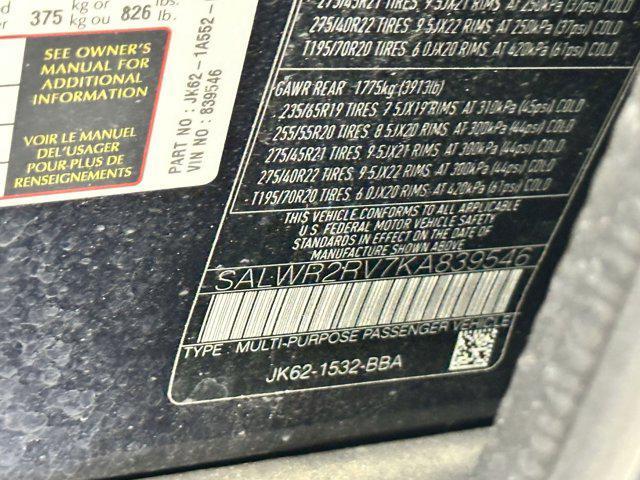 375 kg or
kg ou 826 lb.
SEE OWNER'S
MANUAL FOR
ADDITIONAL
INFORMATION
VOIR LE MANUEL
DEL'USAGER
POUR PLUS DE
RENSEIGNEMENTS
PART NO : JK62-1A552-
VIN NO : 839546
275/45R21 TIRES, 9.5JX21 RIMS AT 250kPa (37psi) COLD
275/40R22 TIRES, 9.5JX22 RIMS AT 250kPa (37psi) COLD
T195/70R20 TIRES, 6.0JX20 RIMS AT 420kPa (61psi) COLD
GAWR REAR 1775kg (3913lb)
235/65R19 TIRES 7.5JX19 RIMS AT 310kPa (45psi) COLD
255/55R20 TIRES 8.5JX20 RIMS AT 300kPa (44psi) COLD
275/45R21 TIRES, 9.5JX21 RIMS AT 300kPa (44psi) COLD
275/40R22 TIRES, 9.5JX22 RIMS AT 300kPa (44psi) COLD
T195/70R20 TIRES, 6.0JX20 RIMS AT 420kPa (61psi) COLD
THIS VEHICLE CONFORMS TO ALL APPLICABLE
U.S. FEDERAL MOTOR VEHICLE SAFETY
STANDARDS IN EFFECT ON THE DATE OF
MANUFACTURE SHOWN ABOVE
SALWR2RV7KA839546
TYPE : MULTI-PURPOSE PASSENGER VEHICLE
JK62-1532-BBA